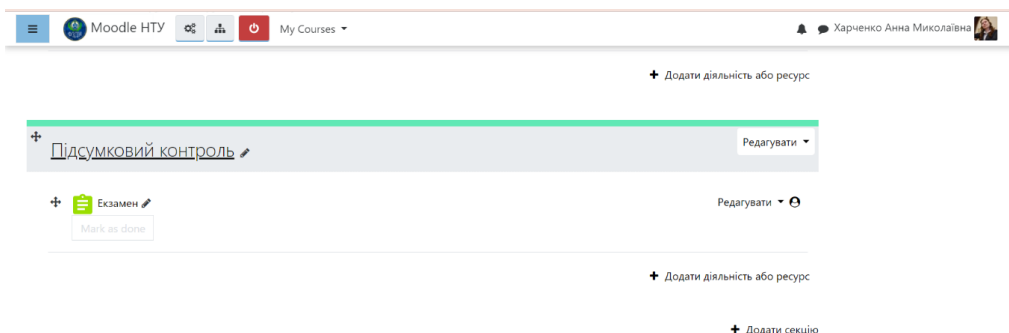 Moodle НТУ My Courses Харченко Анна Миколаївна
Додати діяльність або ресурс
Підсумковий контроль Редагувати
Екзамен Редагувати
Mark as done
Додати діяльність або ресурс
Додати секцію